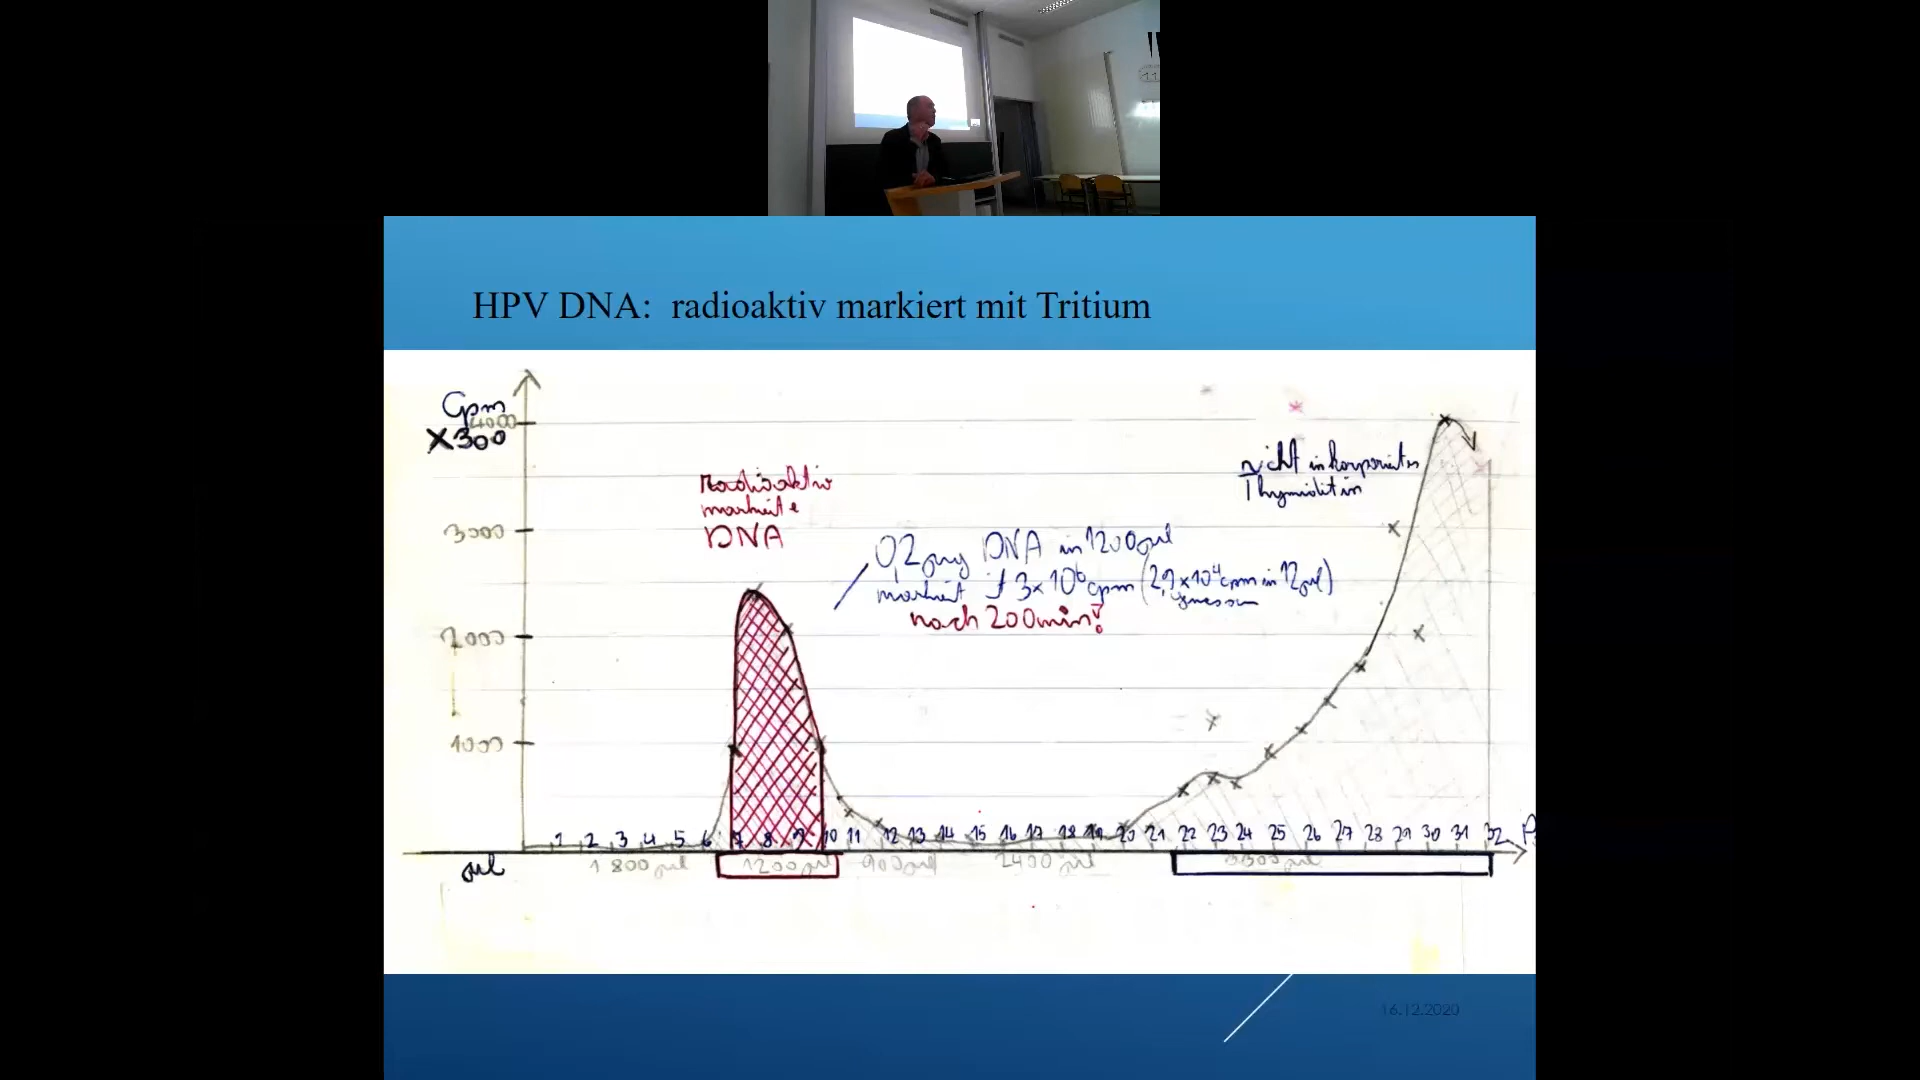 HPV DNA: radioaktiv markiert mit Tritium
Cpm
4000
X300
3000
2000
1000
radioaktiv
markierte
DNA
0,2 µg DNA in 1200 µl
markiert 3x10⁶ cpm (2,9x10⁴ cpm in 12 µl)
gemessen
nach 200 min!
nicht inkorporiertes
Thymidin
1 2 3 4 5 6 7 8 9 10 11 12 13 14 15 16 17 18 19 20 21 22 23 24 25 26 27 28 29 30 31 32
µl 1800 µl 1200 µl 900 µl 2400 µl 3300 µl
16.12.2020